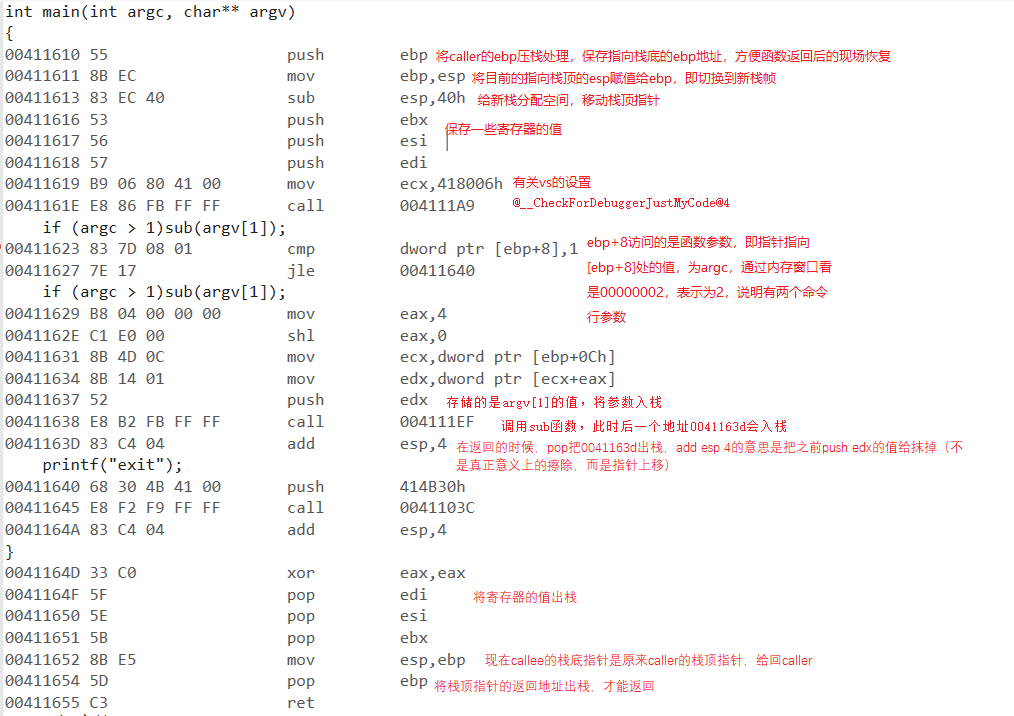 int main(int argc, char** argv)
{
00411610 55 push ebp 将caller的ebp压栈处理，保存指向栈底的ebp地址，方便函数返回后的现场恢复
00411611 8B EC mov ebp,esp 将目前的指向栈顶的esp赋值给ebp，即切换到新栈帧
00411613 83 EC 40 sub esp,40h 给新栈分配空间，移动栈顶指针
00411616 53 push ebx
保存一些寄存器的值
00411617 56 push esi
00411618 57 push edi
00411619 B9 06 80 41 00 mov ecx,418006h 有关vs的设置
0041161E E8 86 FB FF FF call 004111A9 @__CheckForDebuggerJustMyCode@4
if (argc > 1)sub(argv[1]);
00411623 83 7D 08 01 cmp dword ptr [ebp+8],1 ebp+8访问的是函数参数，即指针指向
00411627 7E 17 jle 00411640 [ebp+8]处的值，为argc，通过内存窗口看
if (argc > 1)sub(argv[1]); 是00000002，表示为2，说明有两个命令
00411629 B8 04 00 00 00 mov eax,4 行参数
0041162E C1 E0 00 shl eax,0
00411631 8B 4D 0C mov ecx,dword ptr [ebp+0Ch]
00411634 8B 14 01 mov edx,dword ptr [ecx+eax]
00411637 52 push edx 存储的是argv[1]的值，将参数入栈
00411638 E8 B2 FB FF FF call 004111EF 调用sub函数，此时后一个地址0041163d会入栈
0041163D 83 C4 04 add esp,4 在返回的时候，pop把0041163d出栈，add esp 4的意思是把之前push edx的值给抹掉（不
printf("exit"); 是真正意义上的擦除，而是指针上移）
00411640 68 30 4B 41 00 push 414B30h
00411645 E8 F2 F9 FF FF call 0041103C
0041164A 83 C4 04 add esp,4
}
0041164D 33 C0 xor eax,eax
0041164F 5F pop edi 将寄存器的值出栈
00411650 5E pop esi
00411651 5B pop ebx
00411652 8B E5 mov esp,ebp 现在callee的栈底指针是原来caller的栈顶指针，给回caller
00411654 5D pop ebp 将栈顶指针的返回地址出栈，才能返回
00411655 C3 ret